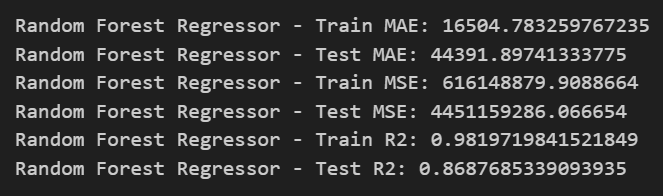 Random Forest Regressor - Train MAE: 16504.783259767235
Random Forest Regressor - Test MAE: 44391.89741333775
Random Forest Regressor - Train MSE: 616148879.9088664
Random Forest Regressor - Test MSE: 4451159286.066654
Random Forest Regressor - Train R2: 0.9819719841521849
Random Forest Regressor - Test R2: 0.8687685339093935